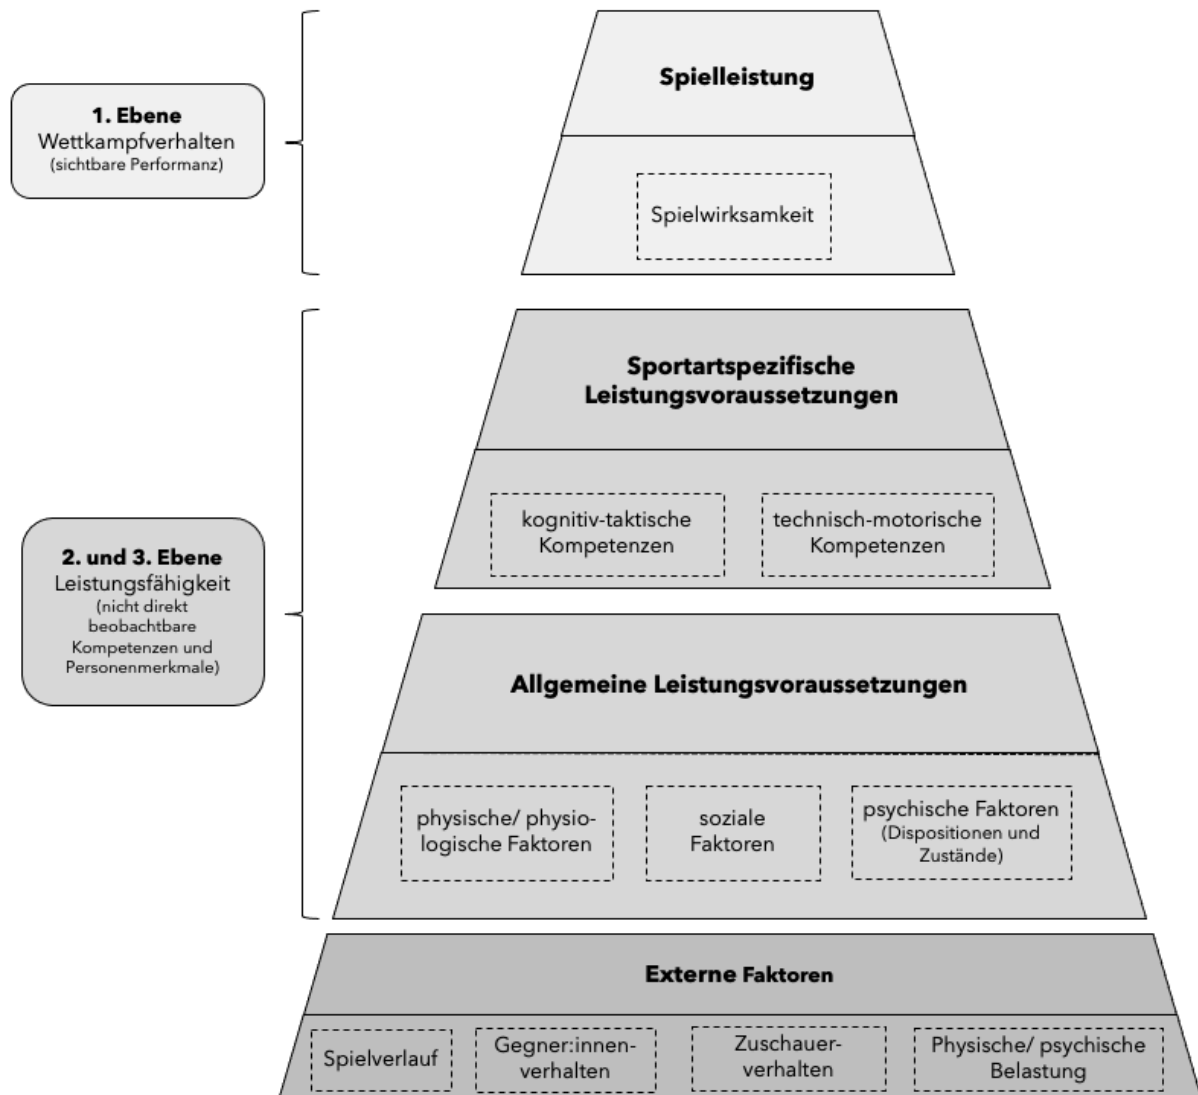 1. Ebene
Wettkampfverhalten
(sichtbare Performanz)
Spielleistung
Spielwirksamkeit
2. und 3. Ebene
Leistungsfähigkeit
(nicht direkt
beobachtbare
Kompetenzen und
Personenmerkmale)
Sportartspezifische
Leistungsvoraussetzungen
kognitiv-taktische
Kompetenzen
technisch-motorische
Kompetenzen
Allgemeine Leistungsvoraussetzungen
physische/ physio-
logische Faktoren
soziale
Faktoren
psychische Faktoren
(Dispositionen und
Zustände)
Externe Faktoren
Spielverlauf
Gegner:innen-
verhalten
Zuschauer-
verhalten
Physische/ psychische
Belastung